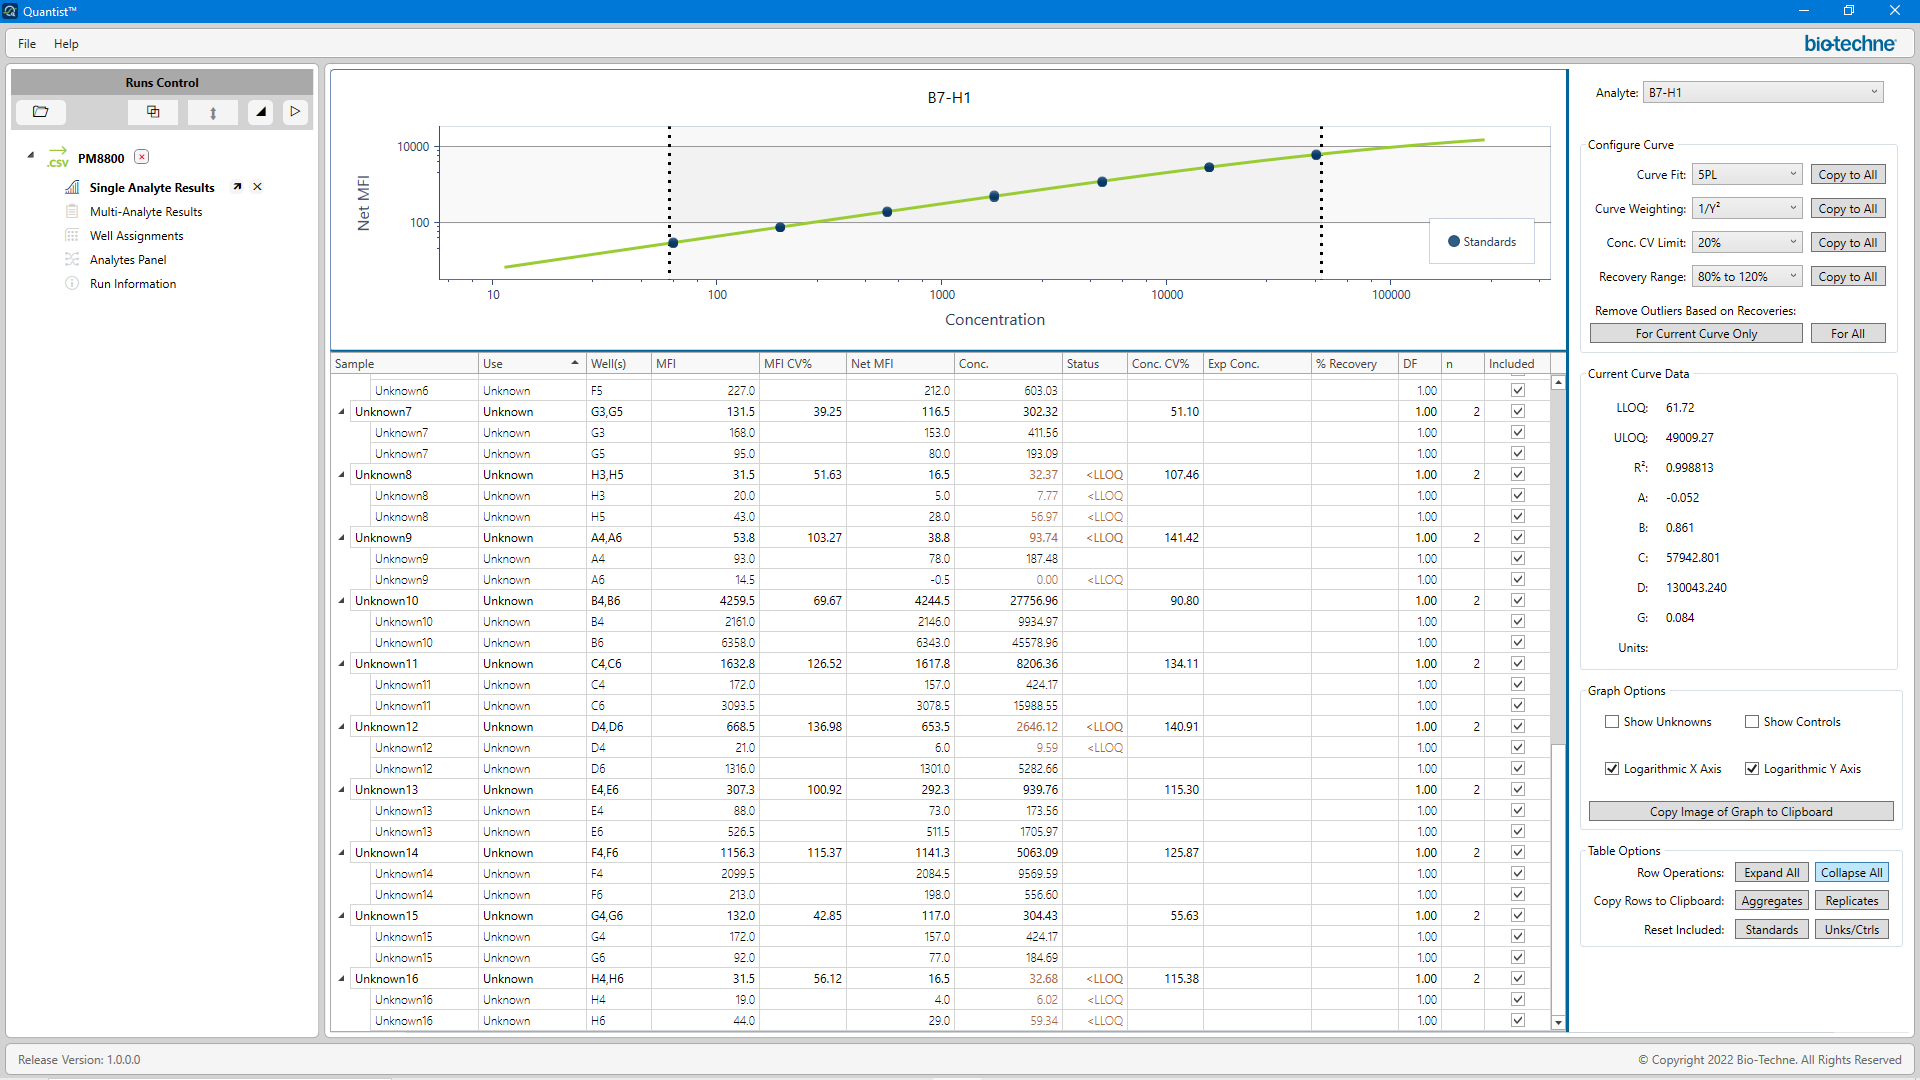 Quantist™
File Help
bio-techne
Runs Control
PM8800
Single Analyte Results
Multi-Analyte Results
Well Assignments
Analytes Panel
Run Information
B7-H1
Net MFI
10000
100
10 100 1000 10000 100000
Concentration
Standards
Sample Use Well(s) MFI MFI CV% Net MFI Conc. Status Conc. CV% Exp Conc. % Recovery DF n Included
Unknown6 Unknown F5 227.0 212.0 603.03 1.00
Unknown7 Unknown G3,G5 131.5 39.25 116.5 302.32 51.10 1.00 2
Unknown7 Unknown G3 168.0 153.0 411.56 1.00
Unknown7 Unknown G5 95.0 80.0 193.09 1.00
Unknown8 Unknown H3,H5 31.5 51.63 16.5 32.37 <LLOQ 107.46 1.00 2
Unknown8 Unknown H3 20.0 5.0 7.77 <LLOQ 1.00
Unknown8 Unknown H5 43.0 28.0 56.97 <LLOQ 1.00
Unknown9 Unknown A4,A6 53.8 103.27 38.8 93.74 <LLOQ 141.42 1.00 2
Unknown9 Unknown A4 93.0 78.0 187.48 1.00
Unknown9 Unknown A6 14.5 -0.5 0.00 <LLOQ 1.00
Unknown10 Unknown B4,B6 4259.5 69.67 4244.5 27756.96 90.80 1.00 2
Unknown10 Unknown B4 2161.0 2146.0 9934.97 1.00
Unknown10 Unknown B6 6358.0 6343.0 45578.96 1.00
Unknown11 Unknown C4,C6 1632.8 126.52 1617.8 8206.36 134.11 1.00 2
Unknown11 Unknown C4 172.0 157.0 424.17 1.00
Unknown11 Unknown C6 3093.5 3078.5 15988.55 1.00
Unknown12 Unknown D4,D6 668.5 136.98 653.5 2646.12 <LLOQ 140.91 1.00 2
Unknown12 Unknown D4 21.0 6.0 9.59 <LLOQ 1.00
Unknown12 Unknown D6 1316.0 1301.0 5282.66 1.00
Unknown13 Unknown E4,E6 307.3 100.92 292.3 939.76 115.30 1.00 2
Unknown13 Unknown E4 88.0 73.0 173.56 1.00
Unknown13 Unknown E6 526.5 511.5 1705.97 1.00
Unknown14 Unknown F4,F6 1156.3 115.37 1141.3 5063.09 125.87 1.00 2
Unknown14 Unknown F4 2099.5 2084.5 9569.59 1.00
Unknown14 Unknown F6 213.0 198.0 556.60 1.00
Unknown15 Unknown G4,G6 132.0 42.85 117.0 304.43 55.63 1.00 2
Unknown15 Unknown G4 172.0 157.0 424.17 1.00
Unknown15 Unknown G6 92.0 77.0 184.69 1.00
Unknown16 Unknown H4,H6 31.5 56.12 16.5 32.68 <LLOQ 115.38 1.00 2
Unknown16 Unknown H4 19.0 4.0 6.02 <LLOQ 1.00
Unknown16 Unknown H6 44.0 29.0 59.34 <LLOQ 1.00
Analyte: B7-H1
Configure Curve
Curve Fit: 5PL Copy to All
Curve Weighting: 1/Y² Copy to All
Conc. CV Limit: 20% Copy to All
Recovery Range: 80% to 120% Copy to All
Remove Outliers Based on Recoveries:
For Current Curve Only For All
Current Curve Data
LLOQ: 61.72
ULOQ: 49009.27
R²: 0.998813
A: -0.052
B: 0.861
C: 57942.801
D: 130043.240
G: 0.084
Units:
Graph Options
Show Unknowns Show Controls
Logarithmic X Axis Logarithmic Y Axis
Copy Image of Graph to Clipboard
Table Options
Row Operations: Expand All Collapse All
Copy Rows to Clipboard: Aggregates Replicates
Reset Included: Standards Unks/Ctrls
Release Version: 1.0.0.0
© Copyright 2022 Bio-Techne. All Rights Reserved
.CSV